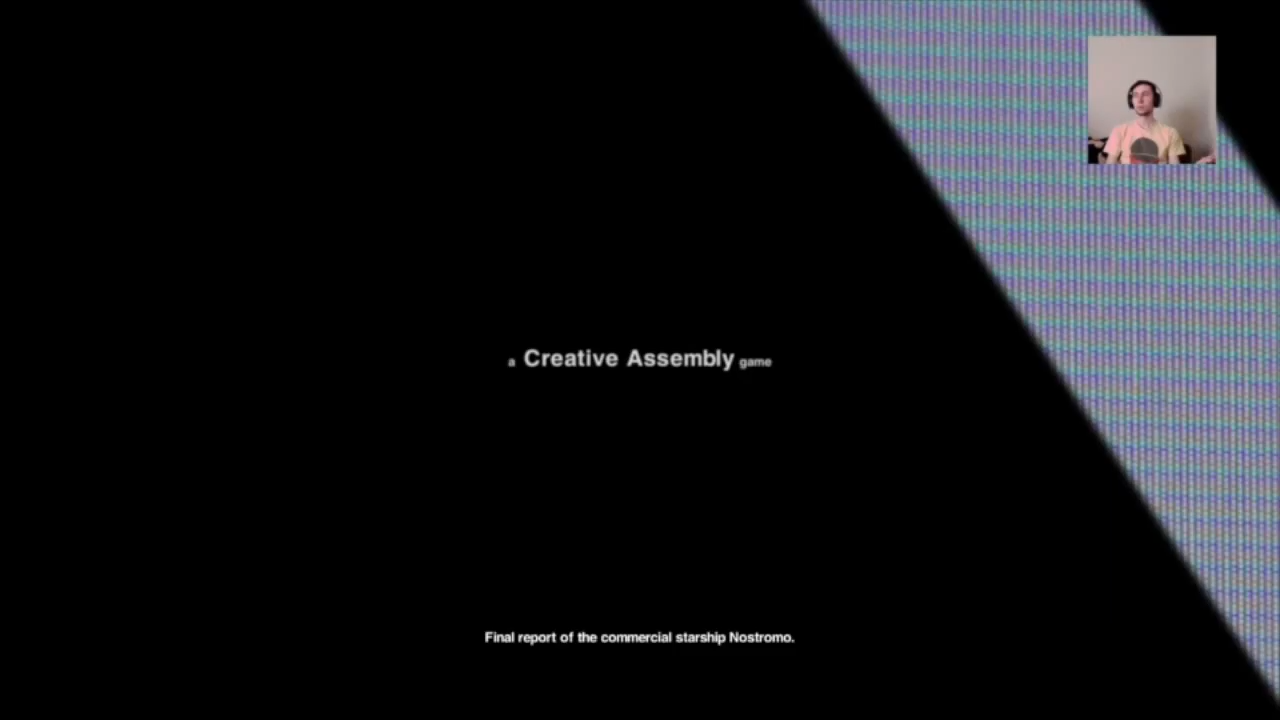 a Creative Assembly game
Final report of the commercial starship Nostromo.